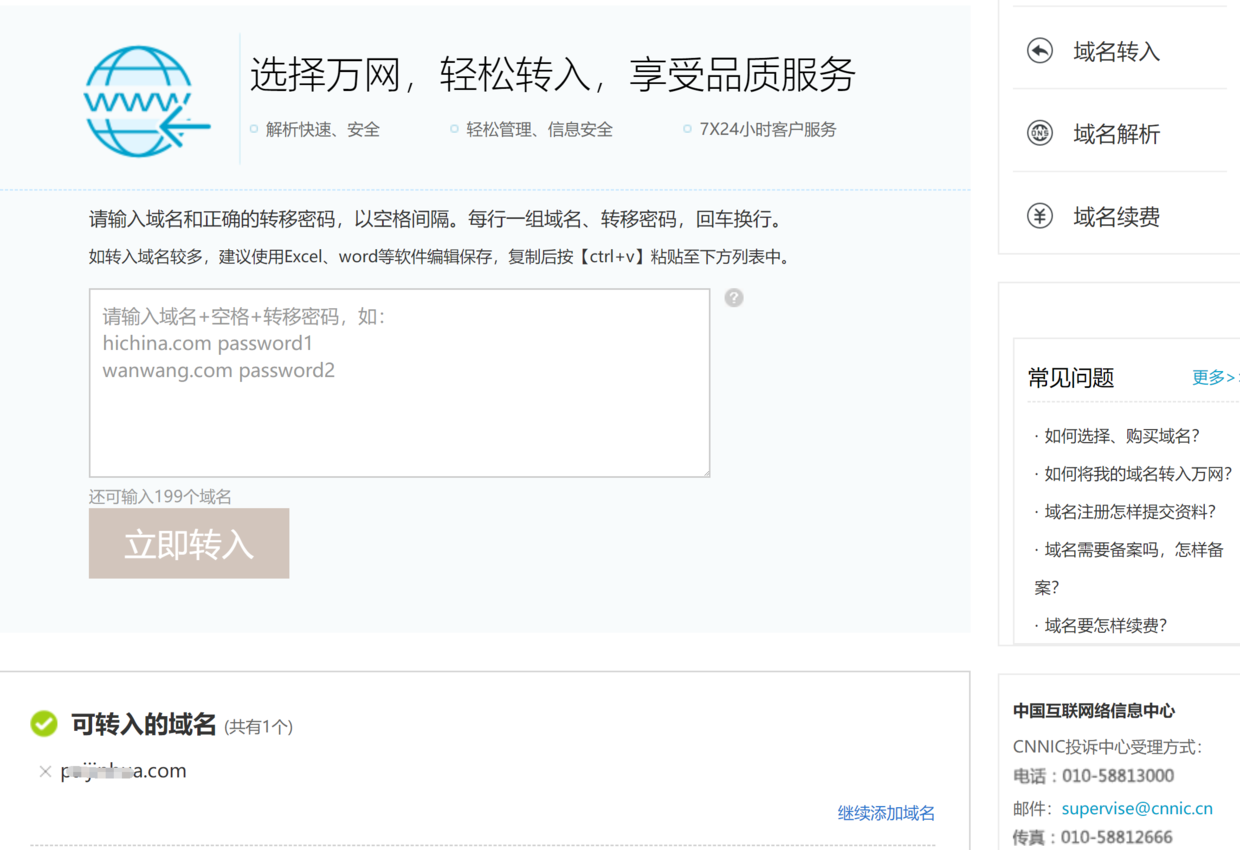 www
选择万网，轻松转入，享受品质服务
解析快速、安全
轻松管理、信息安全
7X24小时客户服务
请输入域名和正确的转移密码，以空格间隔。每行一组域名、转移密码，回车换行。
如转入域名较多，建议使用Excel、word等软件编辑保存，复制后按【ctrl+v】粘贴至下方列表中。
请输入域名+空格+转移密码，如：
hichina.com password1
wanwang.com password2
?
还可输入199个域名
立即转入
可转入的域名 (共有1个)
a.com
继续添加域名
域名转入
DNS
域名解析
¥
域名续费
常见问题
更多>
· 如何选择、购买域名?
· 如何将我的域名转入万网?
· 域名注册怎样提交资料?
· 域名需要备案吗，怎样备
案?
· 域名要怎样续费?
中国互联网络信息中心
CNNIC投诉中心受理方式：
电话：010-58813000
邮件：supervise@cnnic.cn
传真：010-58812666